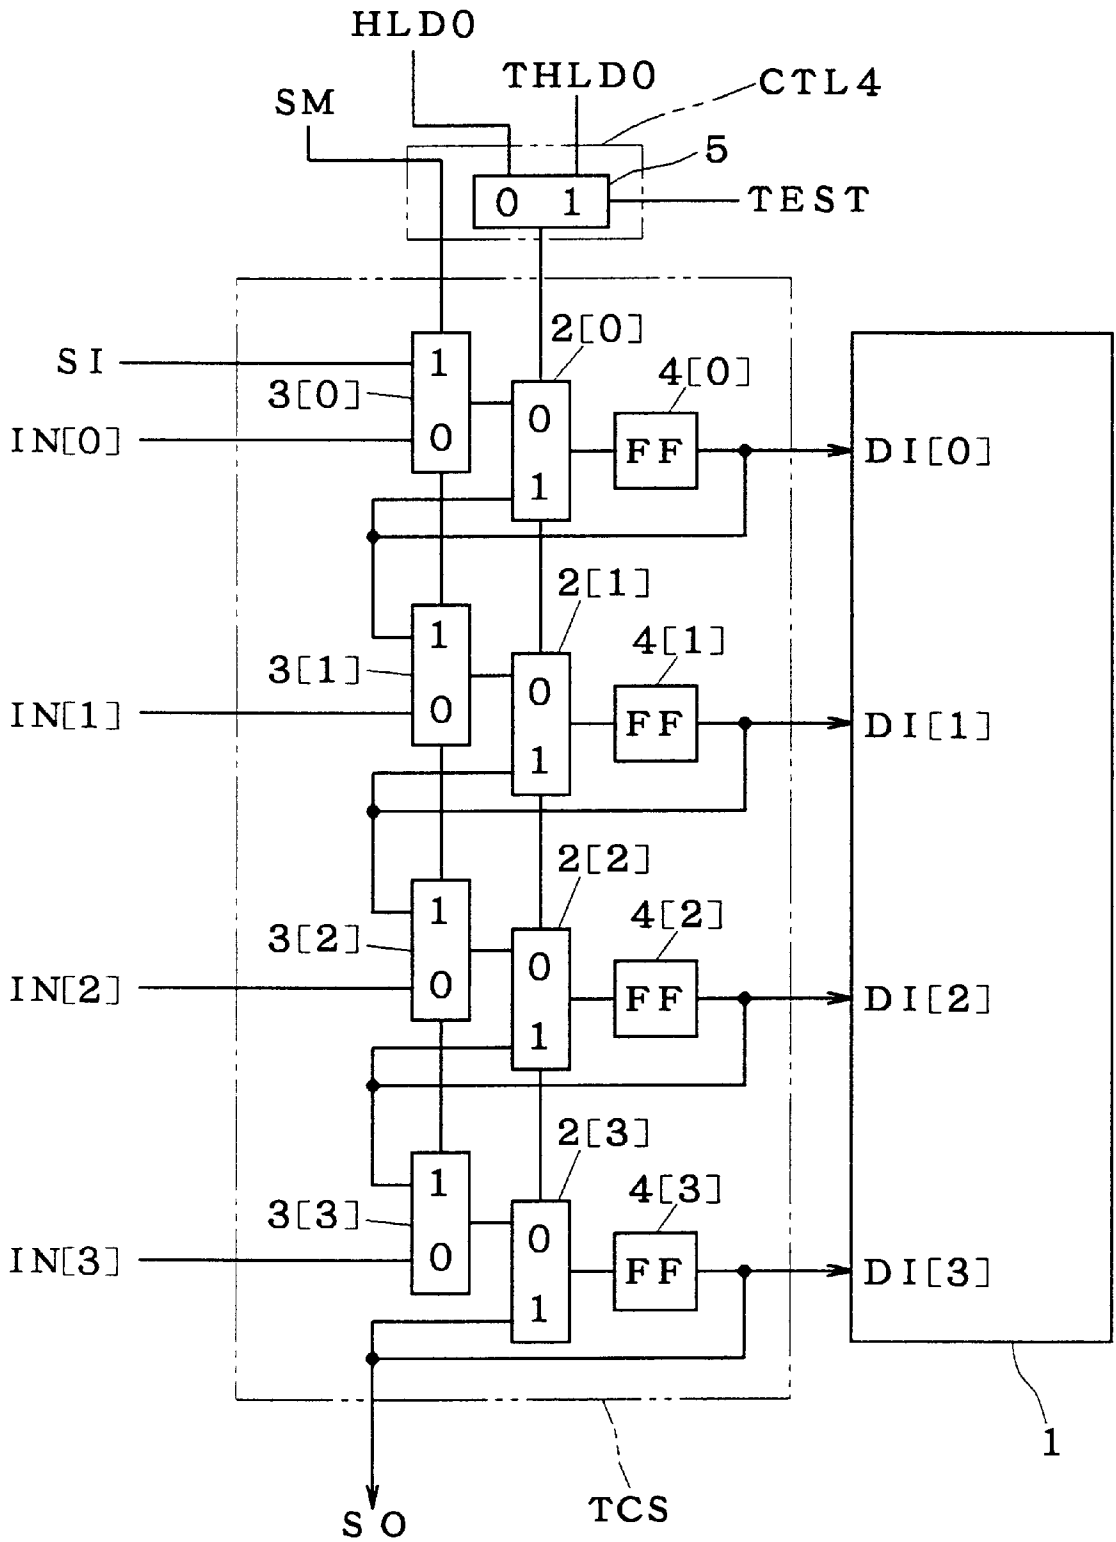 HLD0
THLD0
CTL4
SM
5
0 1
TEST
2[0]
SI
1
4[0]
3[0]
0
IN[0]
0
FF
DI[0]
1
2[1]
1
4[1]
3[1]
0
IN[1]
0
FF
DI[1]
1
2[2]
1
4[2]
3[2]
0
IN[2]
0
FF
DI[2]
1
2[3]
1
4[3]
3[3]
0
IN[3]
0
FF
DI[3]
1
1
TCS
SO